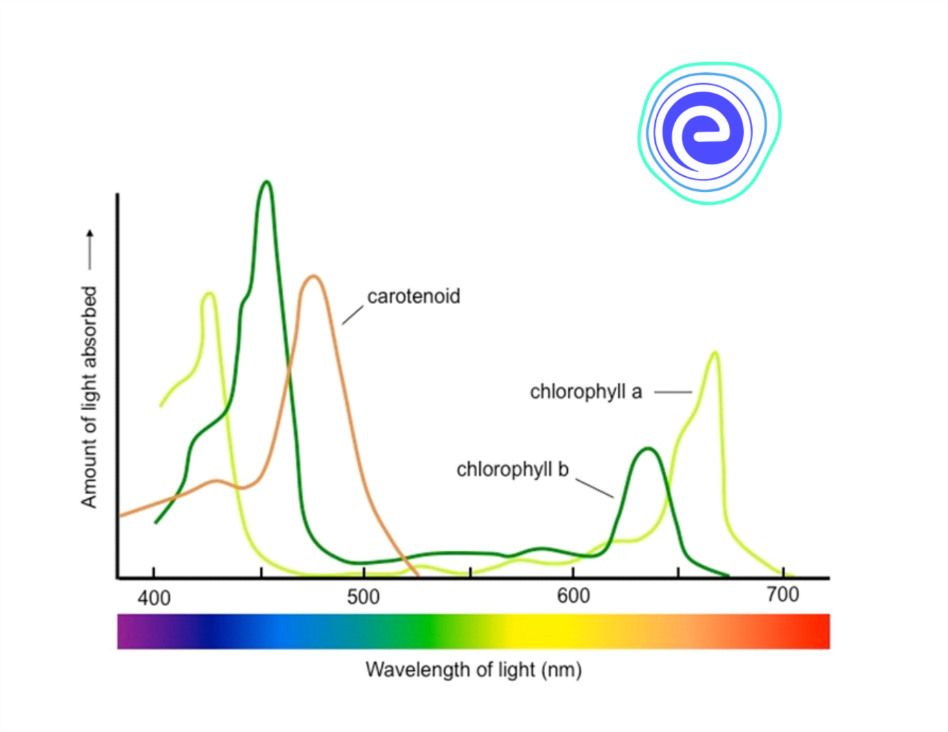 Amount of light absorbed
carotenoid
chlorophyll a
chlorophyll b
400 500 600 700
Wavelength of light (nm)